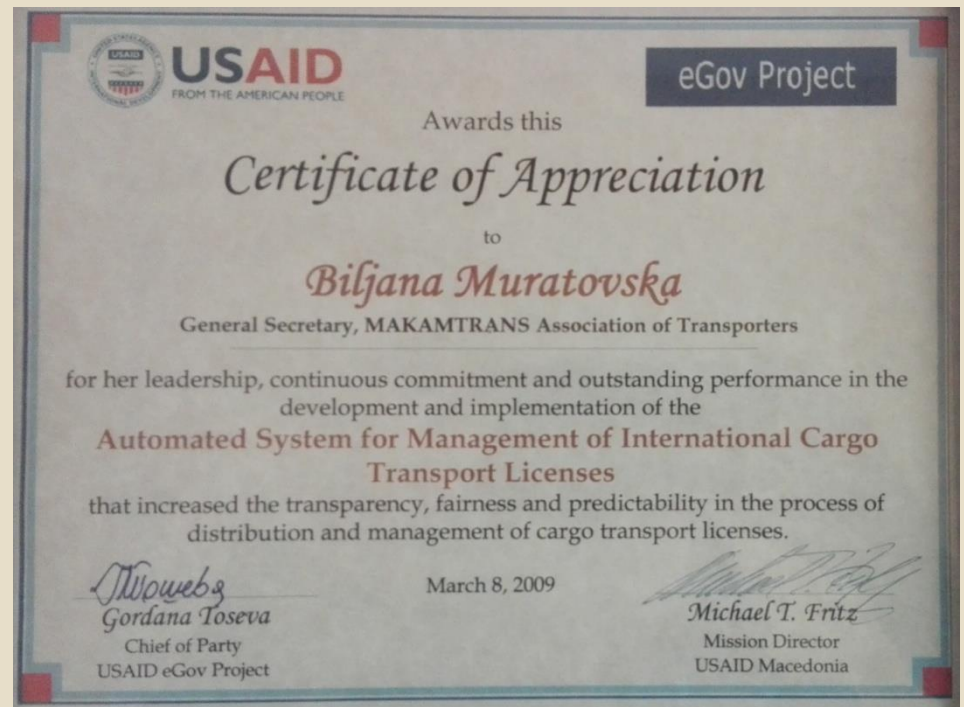 USAID
FROM THE AMERICAN PEOPLE
eGov Project
Awards this
Certificate of Appreciation
to
Biljana Muratovska
General Secretary, MAKAMTRANS Association of Transporters
for her leadership, continuous commitment and outstanding performance in the
development and implementation of the
Automated System for Management of International Cargo
Transport Licenses
that increased the transparency, fairness and predictability in the process of
distribution and management of cargo transport licenses.
March 8, 2009
Gordana Toseva
Chief of Party
USAID eGov Project
Michael T. Fritz
Mission Director
USAID Macedonia